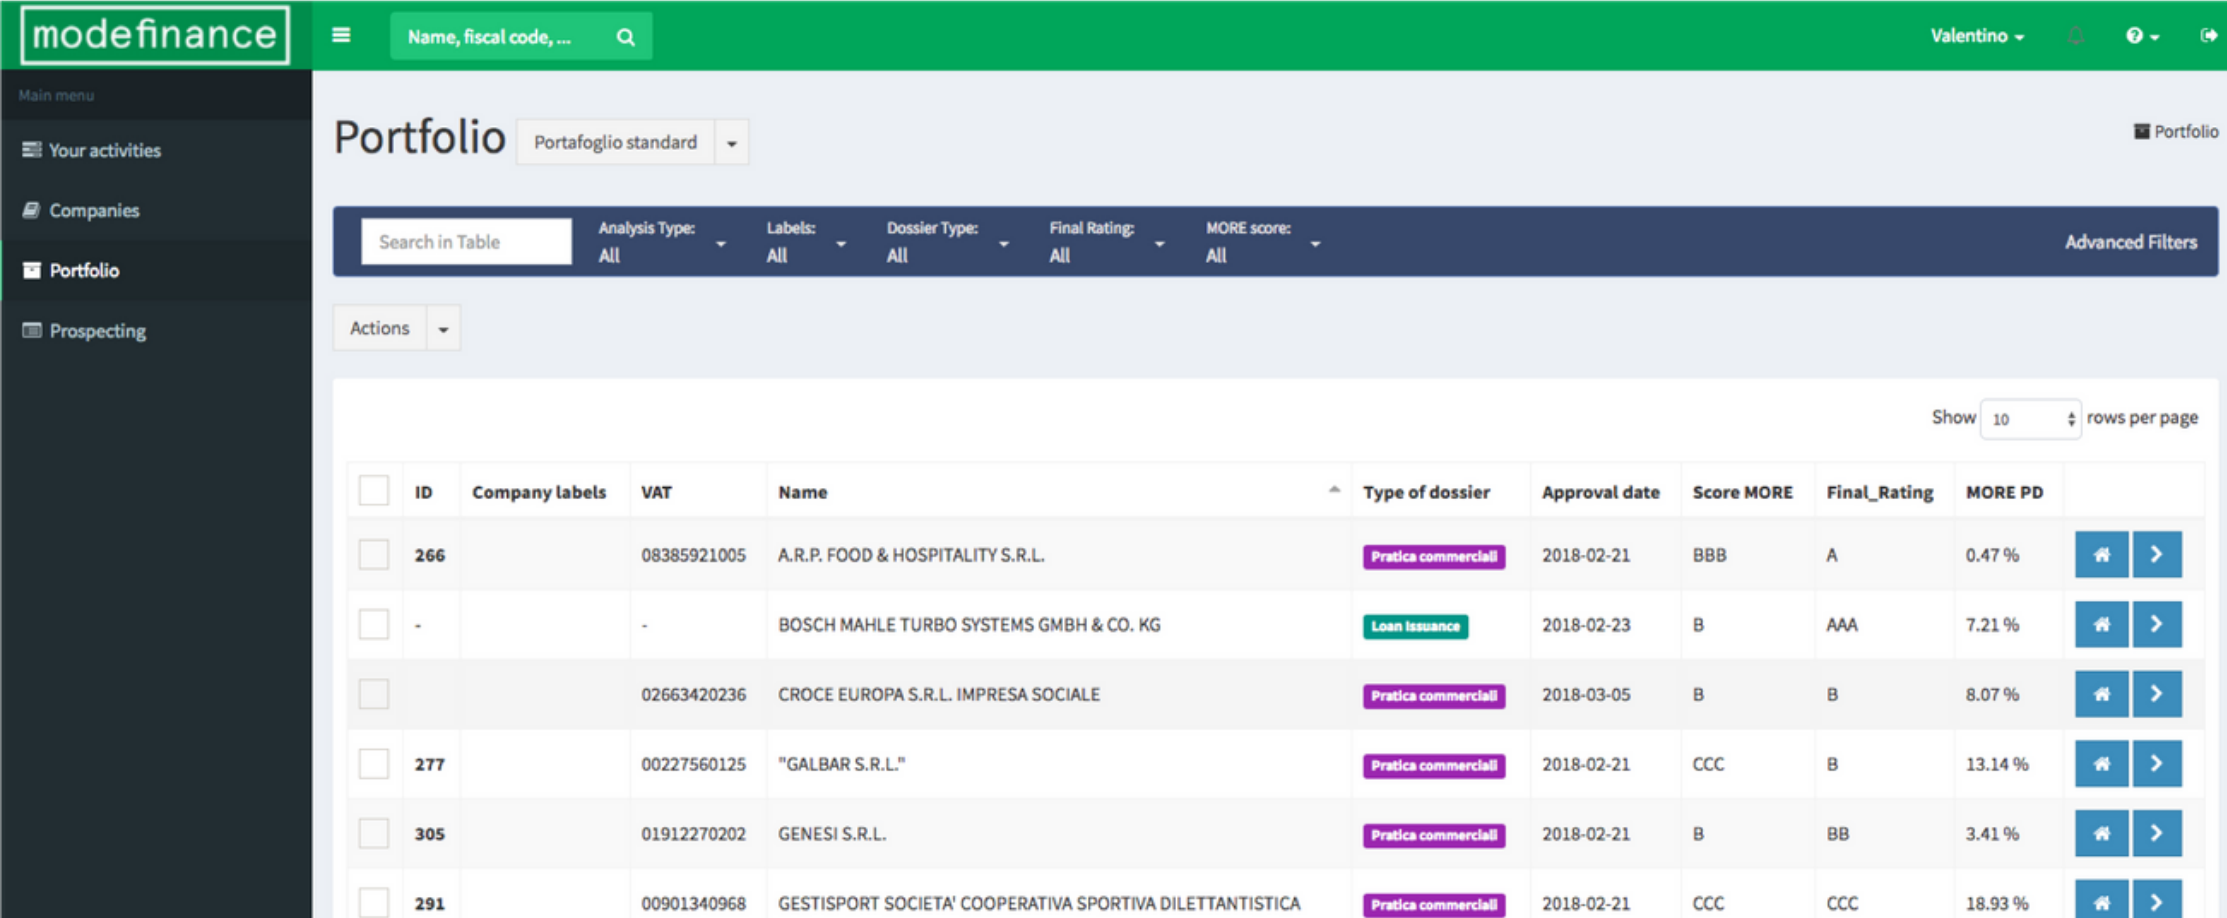 modefinance
Name, fiscal code, ...
Valentino
Main menu
Your activities
Companies
Portfolio
Prospecting
Portfolio
Portafoglio standard
Portfolio
Search in Table
Analysis Type: All
Labels: All
Dossier Type: All
Final Rating: All
MORE score: All
Advanced Filters
Actions
Show 10 rows per page
ID Company labels VAT Name Type of dossier Approval date Score MORE Final_Rating MORE PD
266 08385921005 A.R.P. FOOD & HOSPITALITY S.R.L. Pratica commerciali 2018-02-21 BBB A 0.47 %
- - BOSCH MAHLE TURBO SYSTEMS GMBH & CO. KG Loan Issuance 2018-02-23 B AAA 7.21 %
02663420236 CROCE EUROPA S.R.L. IMPRESA SOCIALE Pratica commerciali 2018-03-05 B B 8.07 %
277 00227560125 "GALBAR S.R.L." Pratica commerciali 2018-02-21 CCC B 13.14 %
305 01912270202 GENESI S.R.L. Pratica commerciali 2018-02-21 B BB 3.41 %
291 00901340968 GESTISPORT SOCIETA' COOPERATIVA SPORTIVA DILETTANTISTICA Pratica commerciali 2018-02-21 CCC CCC 18.93 %